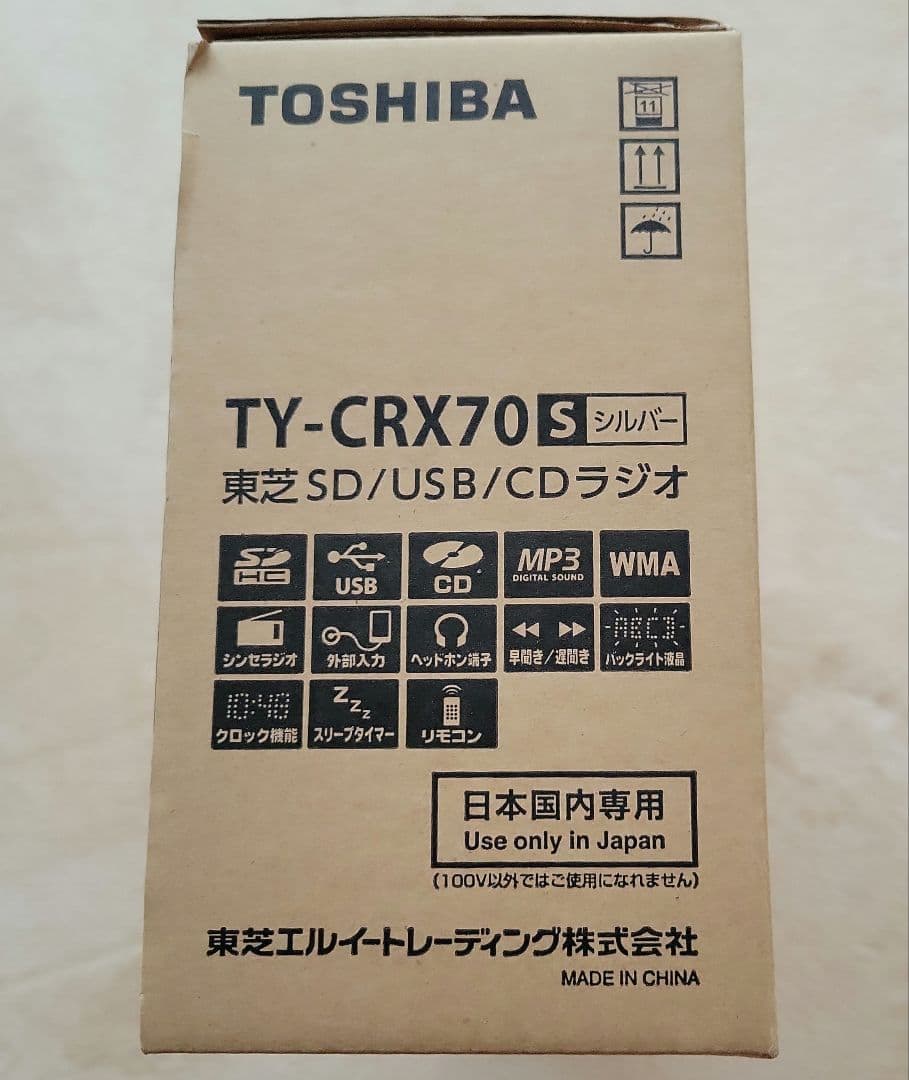 TOSHIBA
11
TY-CRX70 S シルバー
東芝SD/USB/CDラジオ
SD HC
USB
CD
MP3 DIGITAL SOUND
WMA
シンセラジオ
外部入力
ヘッドホン端子
早聞き/遅聞き
ABCD
バックライト液晶
10:48
クロック機能
ZZZ
スリープタイマー
リモコン
日本国内専用
Use only in Japan
(100V以外ではご使用になれません)
東芝エルイートレーディング株式会社
MADE IN CHINA